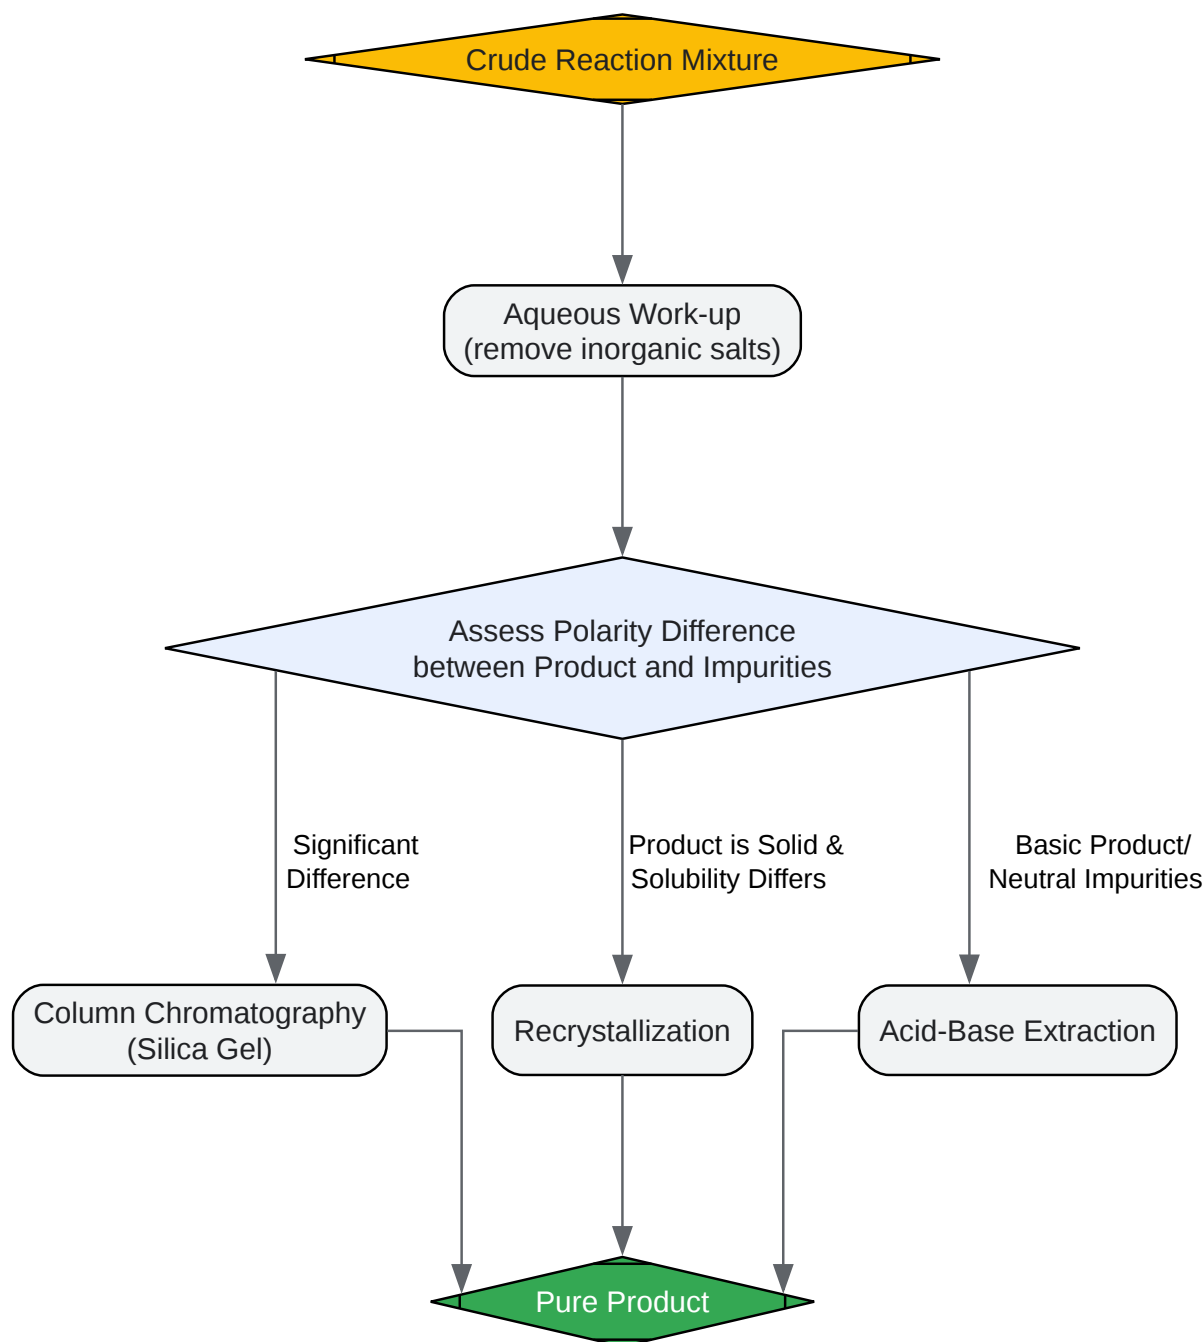 Crude Reaction Mixture
Aqueous Work-up
(remove inorganic salts)
Assess Polarity Difference
between Product and Impurities
Significant
Difference
Product is Solid &
Solubility Differs
Basic Product/
Neutral Impurities
Column Chromatography
(Silica Gel)
Recrystallization
Acid-Base Extraction
Pure Product